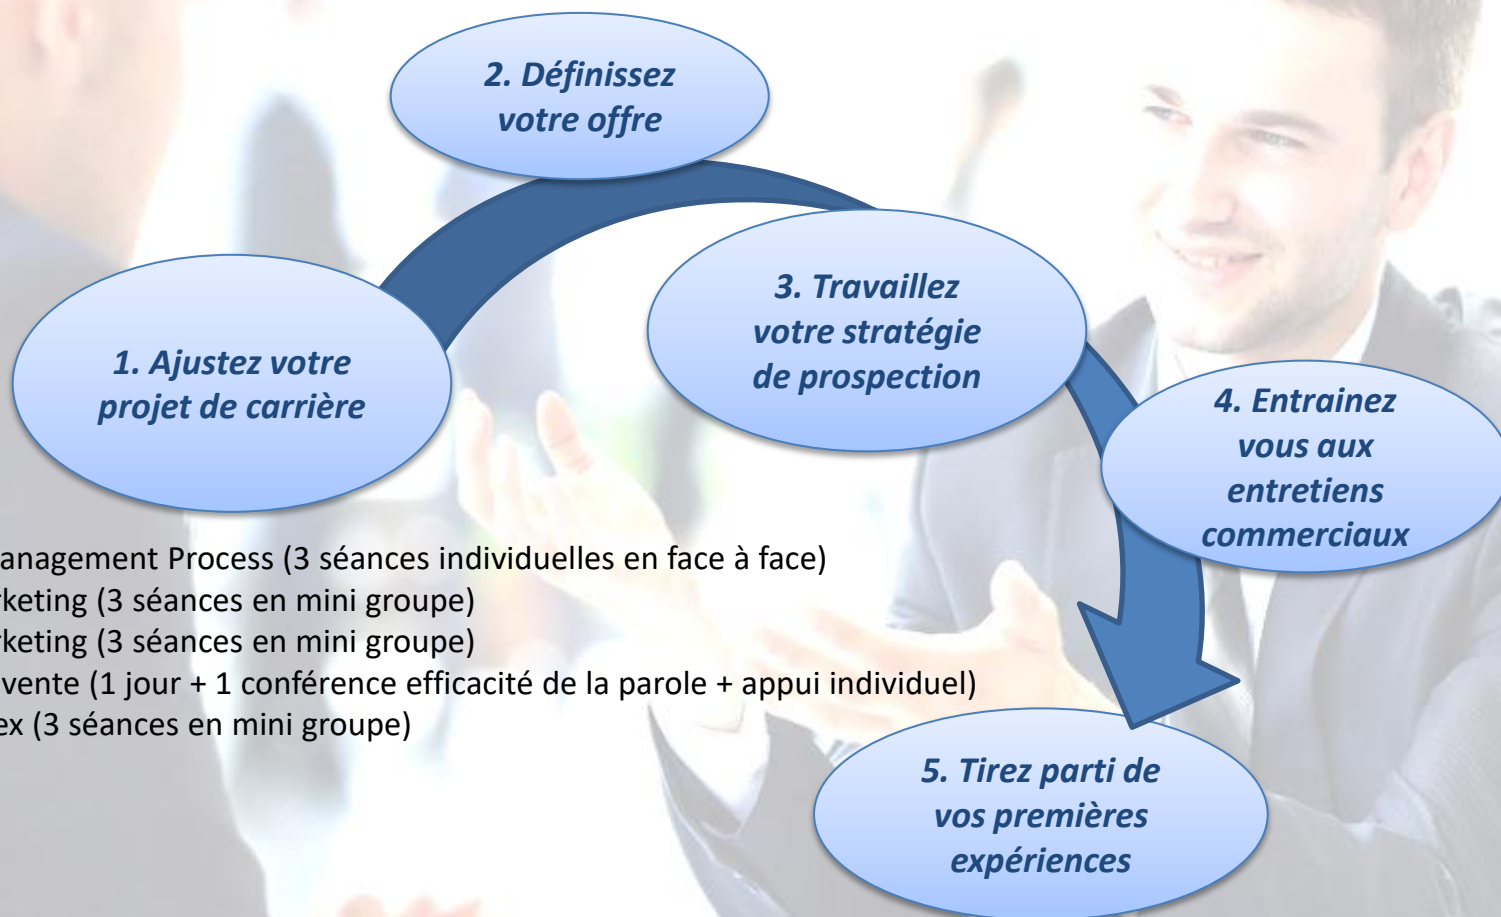 2. Définissez
votre offre
3. Travaillez
votre stratégie
de prospection
1. Ajustez votre
projet de carrière
4. Entrainez
vous aux
entretiens
commerciaux
anagement Process (3 séances individuelles en face à face)
rketing (3 séances en mini groupe)
rketing (3 séances en mini groupe)
vente (1 jour + 1 conférence efficacité de la parole + appui individuel)
ex (3 séances en mini groupe)
5. Tirez parti de
vos premières
expériences